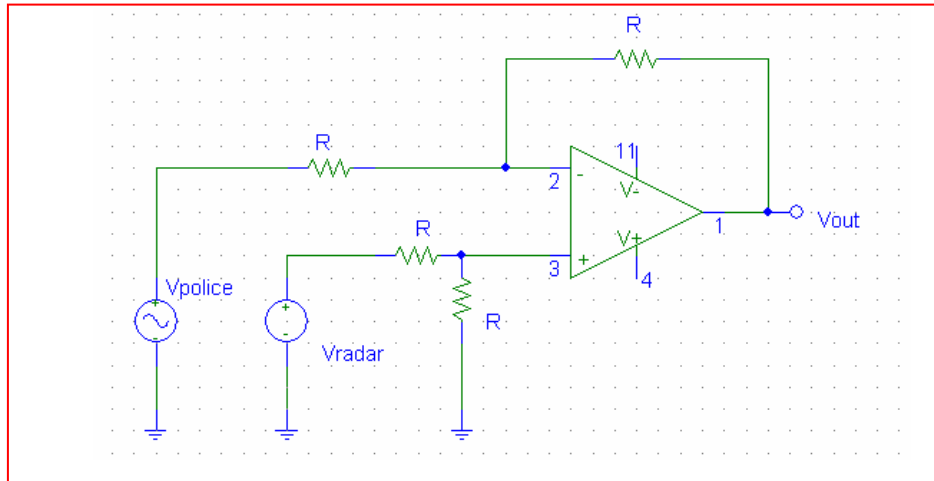 R
R
11
2
-
V-
R
1
Vout
V+
3
+
4
Vpolice
+
+
R
-
-
Vradar